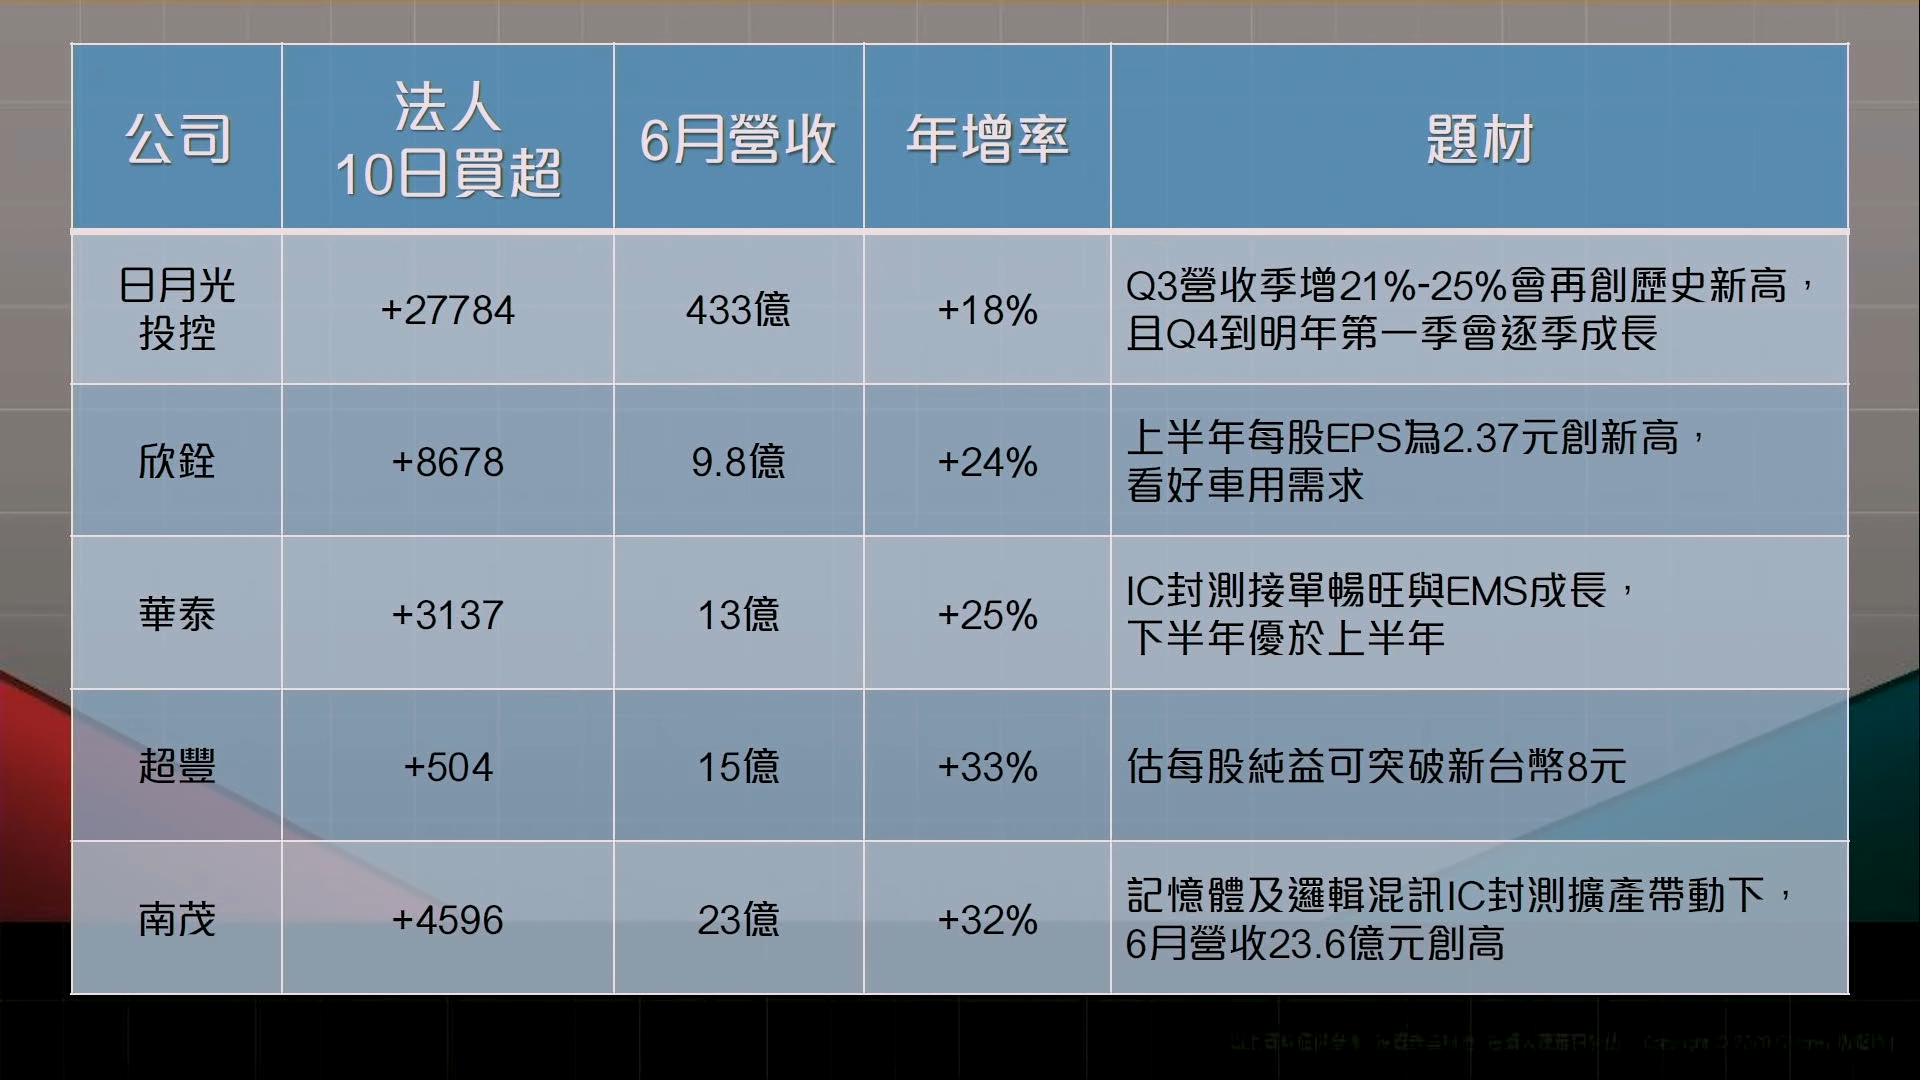 公司
法人
10日買超
6月營收
年增率
題材
日月光
投控
+27784
433億
+18%
Q3營收季增21%-25%會再創歷史新高，
且Q4到明年第一季會逐季成長
欣銓
+8678
9.8億
+24%
上半年每股EPS為2.37元創新高，
看好車用需求
華泰
+3137
13億
+25%
IC封測接單暢旺與EMS成長，
下半年優於上半年
超豐
+504
15億
+33%
估每股純益可突破新台幣8元
南茂
+4596
23億
+32%
記憶體及邏輯混訊IC封測擴產帶動下，
6月營收23.6億元創高